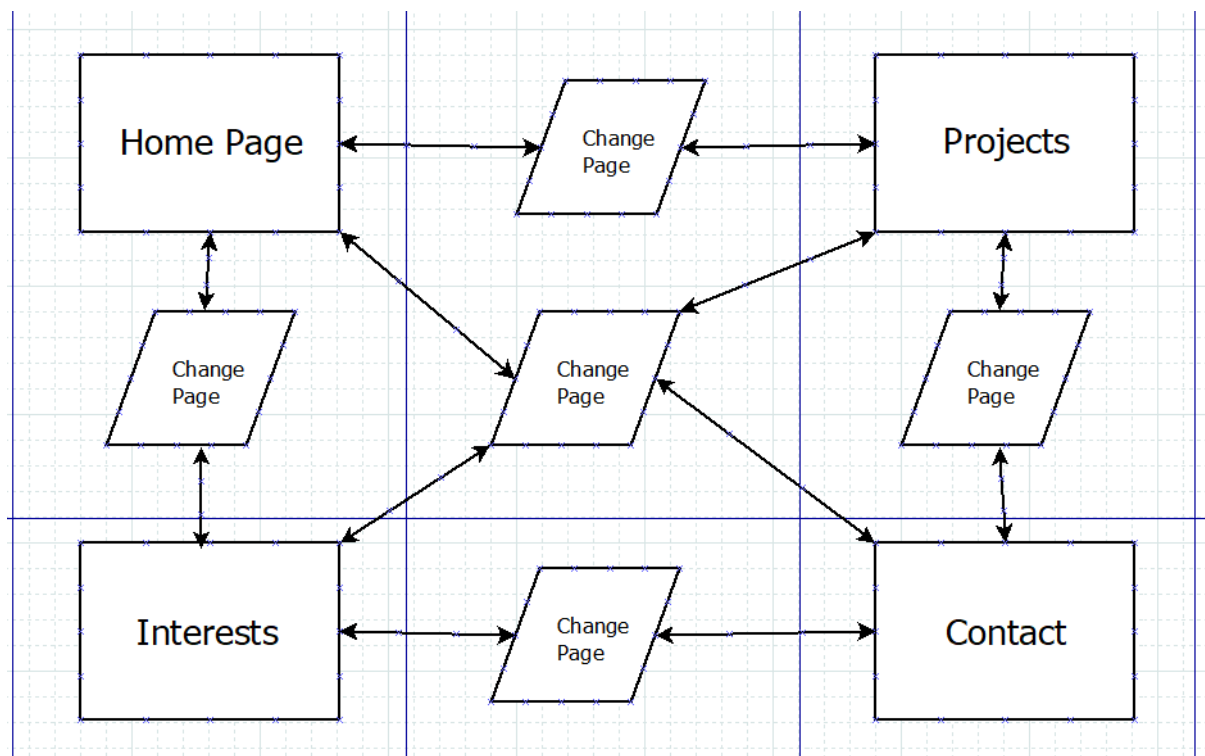 Home Page
Change
Page
Projects
Change
Page
Change
Page
Change
Page
Interests
Change
Page
Contact